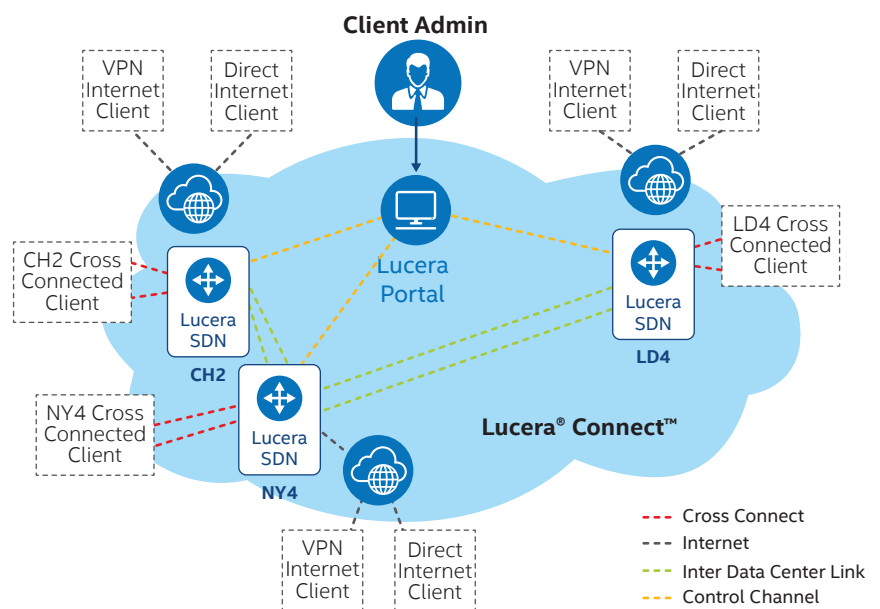 Client Admin
VPN
Internet
Client
Direct
Internet
Client
VPN
Internet
Client
Direct
Internet
Client
LD4 Cross
Connected
Client
CH2 Cross
Connected
Client
Lucera
SDN
CH2
Lucera
Portal
Lucera
SDN
LD4
NY4 Cross
Connected
Client
Lucera
SDN
NY4
Lucera® Connect™
VPN
Internet
Client
Direct
Internet
Client
Cross Connect
Internet
Inter Data Center Link
Control Channel